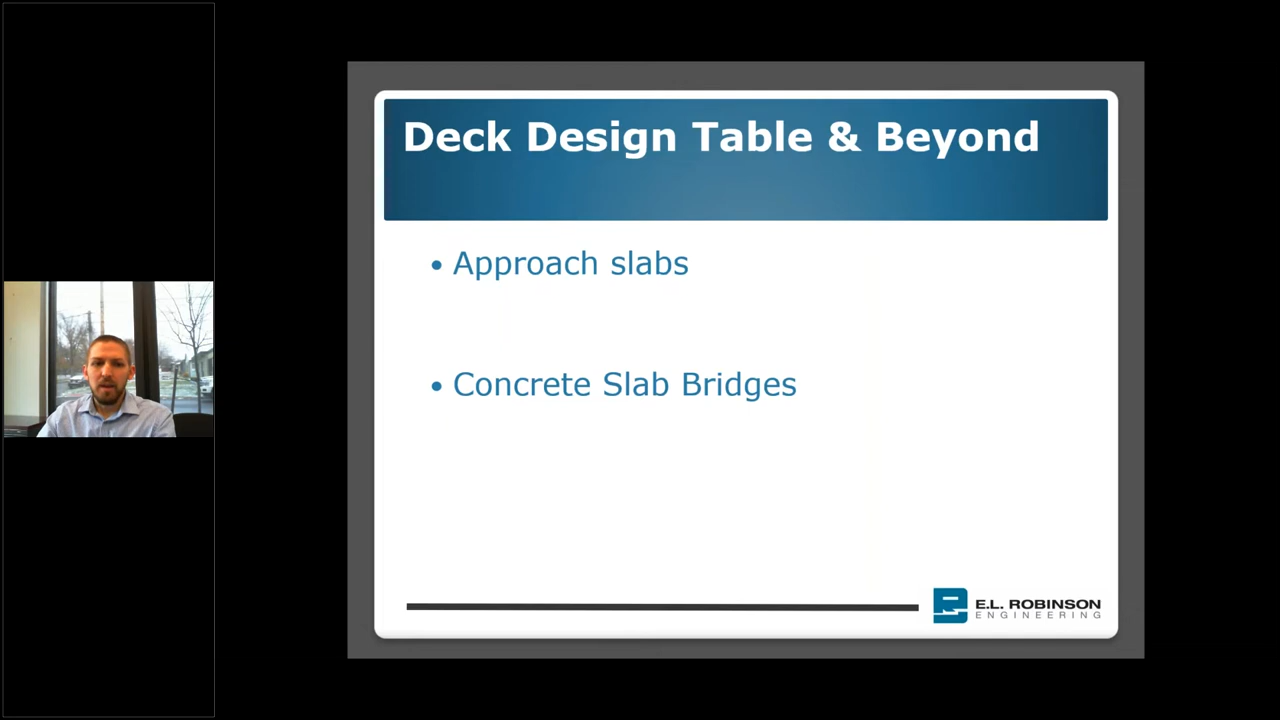 Deck Design Table & Beyond
• Approach slabs
• Concrete Slab Bridges
E.L. ROBINSON
ENGINEERING